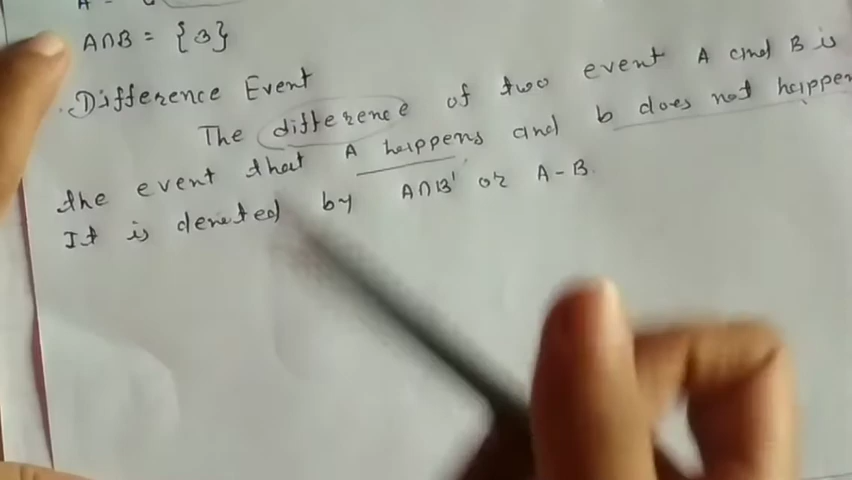 A∩B = {3}
Difference Event
The difference of two event A and B is
the event that A happens and b does not happen
It is denoted by A∩B' or A-B.